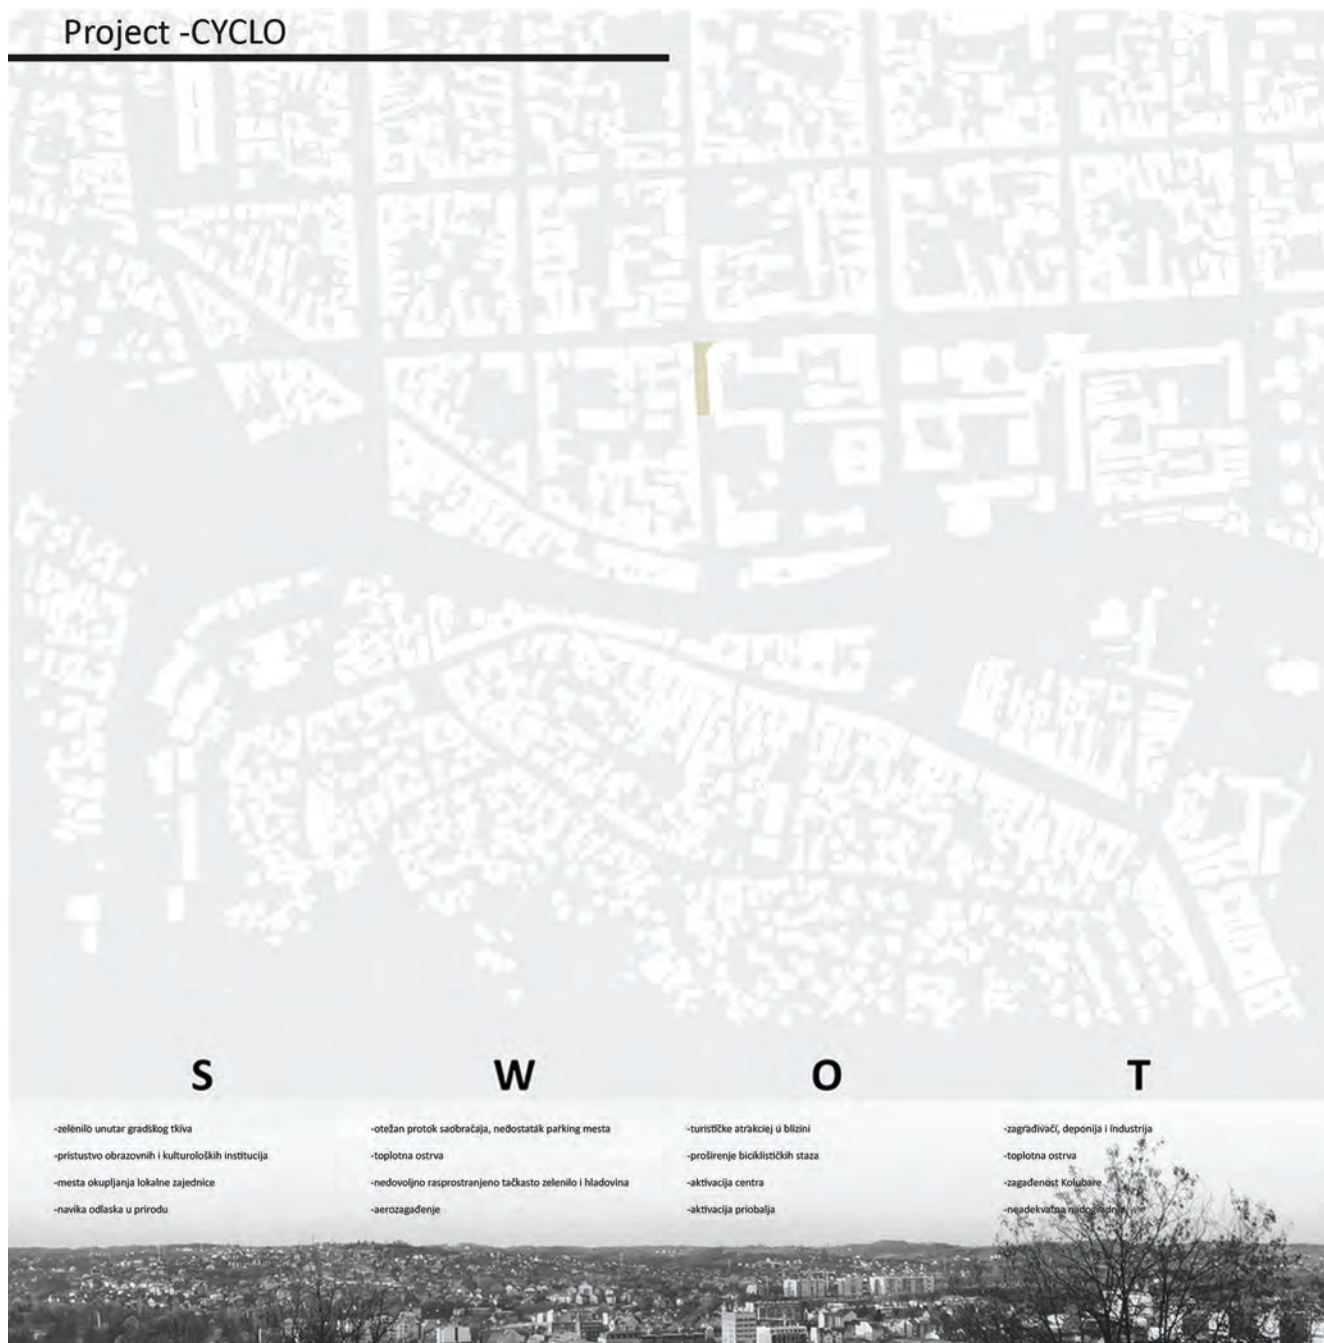 Project -CYCLO
S
W
O
T
-zelenilo unutar gradskog tkiva
-pristustvo obrazovnih i kulturoloških institucija
-mesta okupljanja lokalne zajednice
-navika odlaska u prirodu
-otežan protok saobraćaja, nedostatak parking mesta
-toplotna ostrva
-nedovoljno rasprostranjeno tačkasto zelenilo i hladovina
-aerozagađenje
-turističke atrakciej u blizini
-proširenje biciklističkih staza
-aktivacija centra
-aktivacija priobalja
-zagrađivači, deponija i industrija
-toplotna ostrva
-zagađenost Kolubare
-neadekvatna nadogradnja